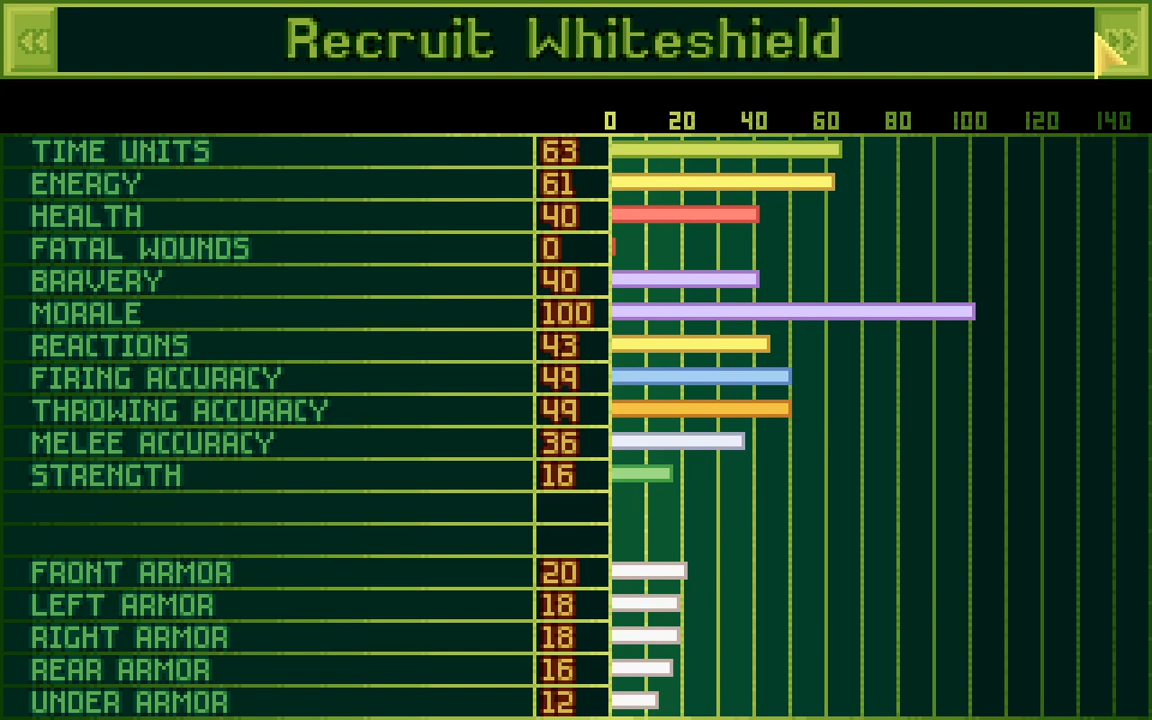 Recruit Whiteshield
0 20 40 60 80 100 120 140
TIME UNITS 63
ENERGY 61
HEALTH 40
FATAL WOUNDS 0
BRAVERY 40
MORALE 100
REACTIONS 43
FIRING ACCURACY 49
THROWING ACCURACY 49
MELEE ACCURACY 36
STRENGTH 16
FRONT ARMOR 20
LEFT ARMOR 18
RIGHT ARMOR 18
REAR ARMOR 16
UNDER ARMOR 12